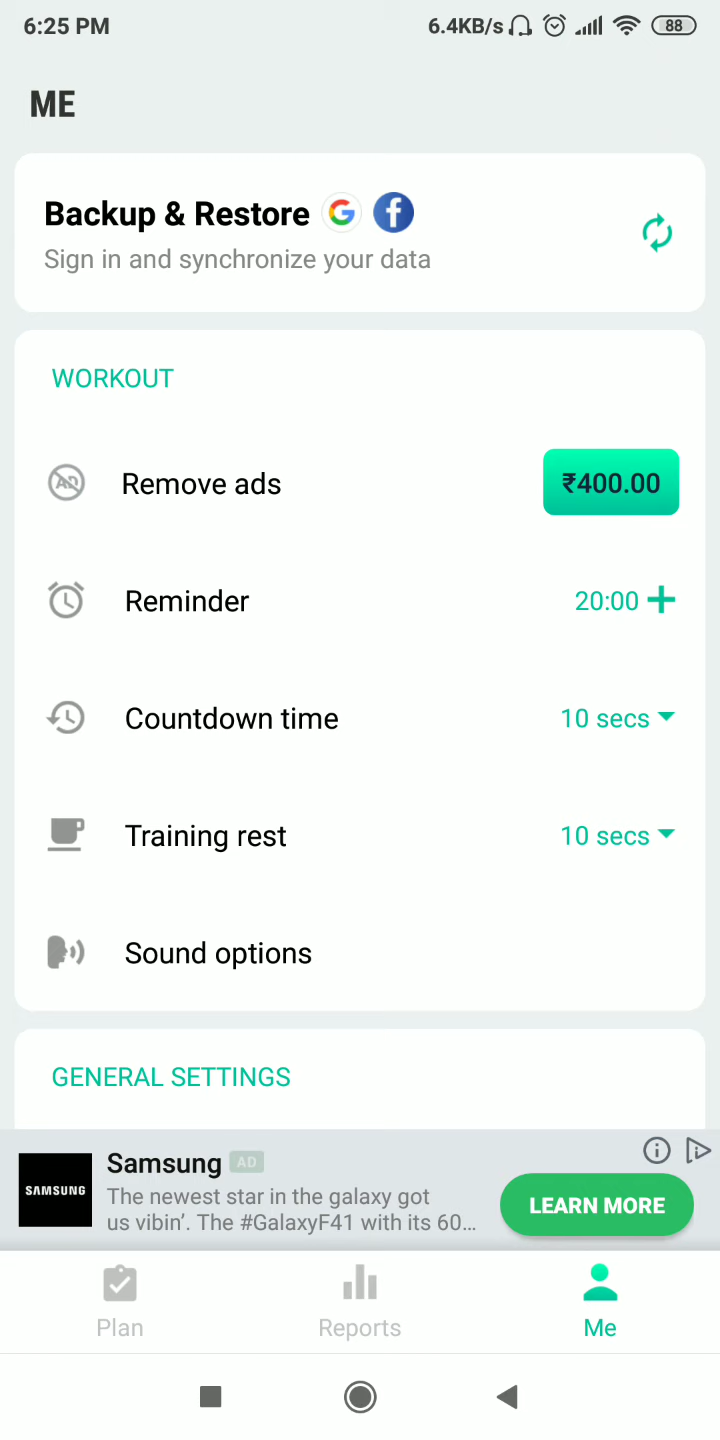 6:25 PM
6.4KB/s
88
ME
Backup & Restore
Sign in and synchronize your data
WORKOUT
AD
Remove ads
₹400.00
Reminder
20:00
Countdown time
10 secs
Training rest
10 secs
Sound options
GENERAL SETTINGS
SAMSUNG
Samsung AD
The newest star in the galaxy got
us vibin’. The #GalaxyF41 with its 60...
LEARN MORE
Plan
Reports
Me